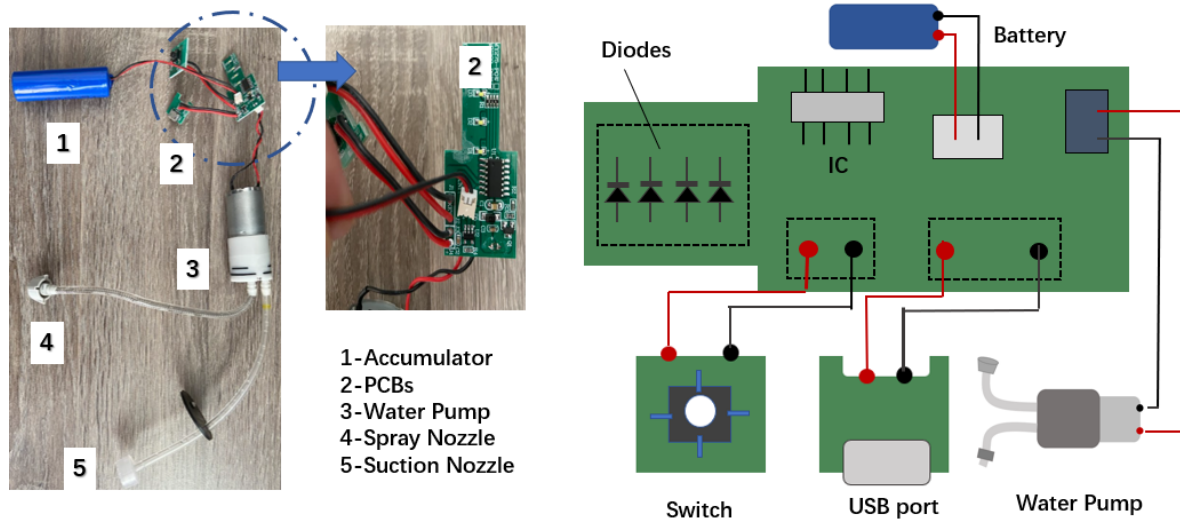 1
2
3
4
5
2
1-Accumulator
2-PCBs
3-Water Pump
4-Spray Nozzle
5-Suction Nozzle
Diodes
Battery
IC
Switch
USB port
Water Pump